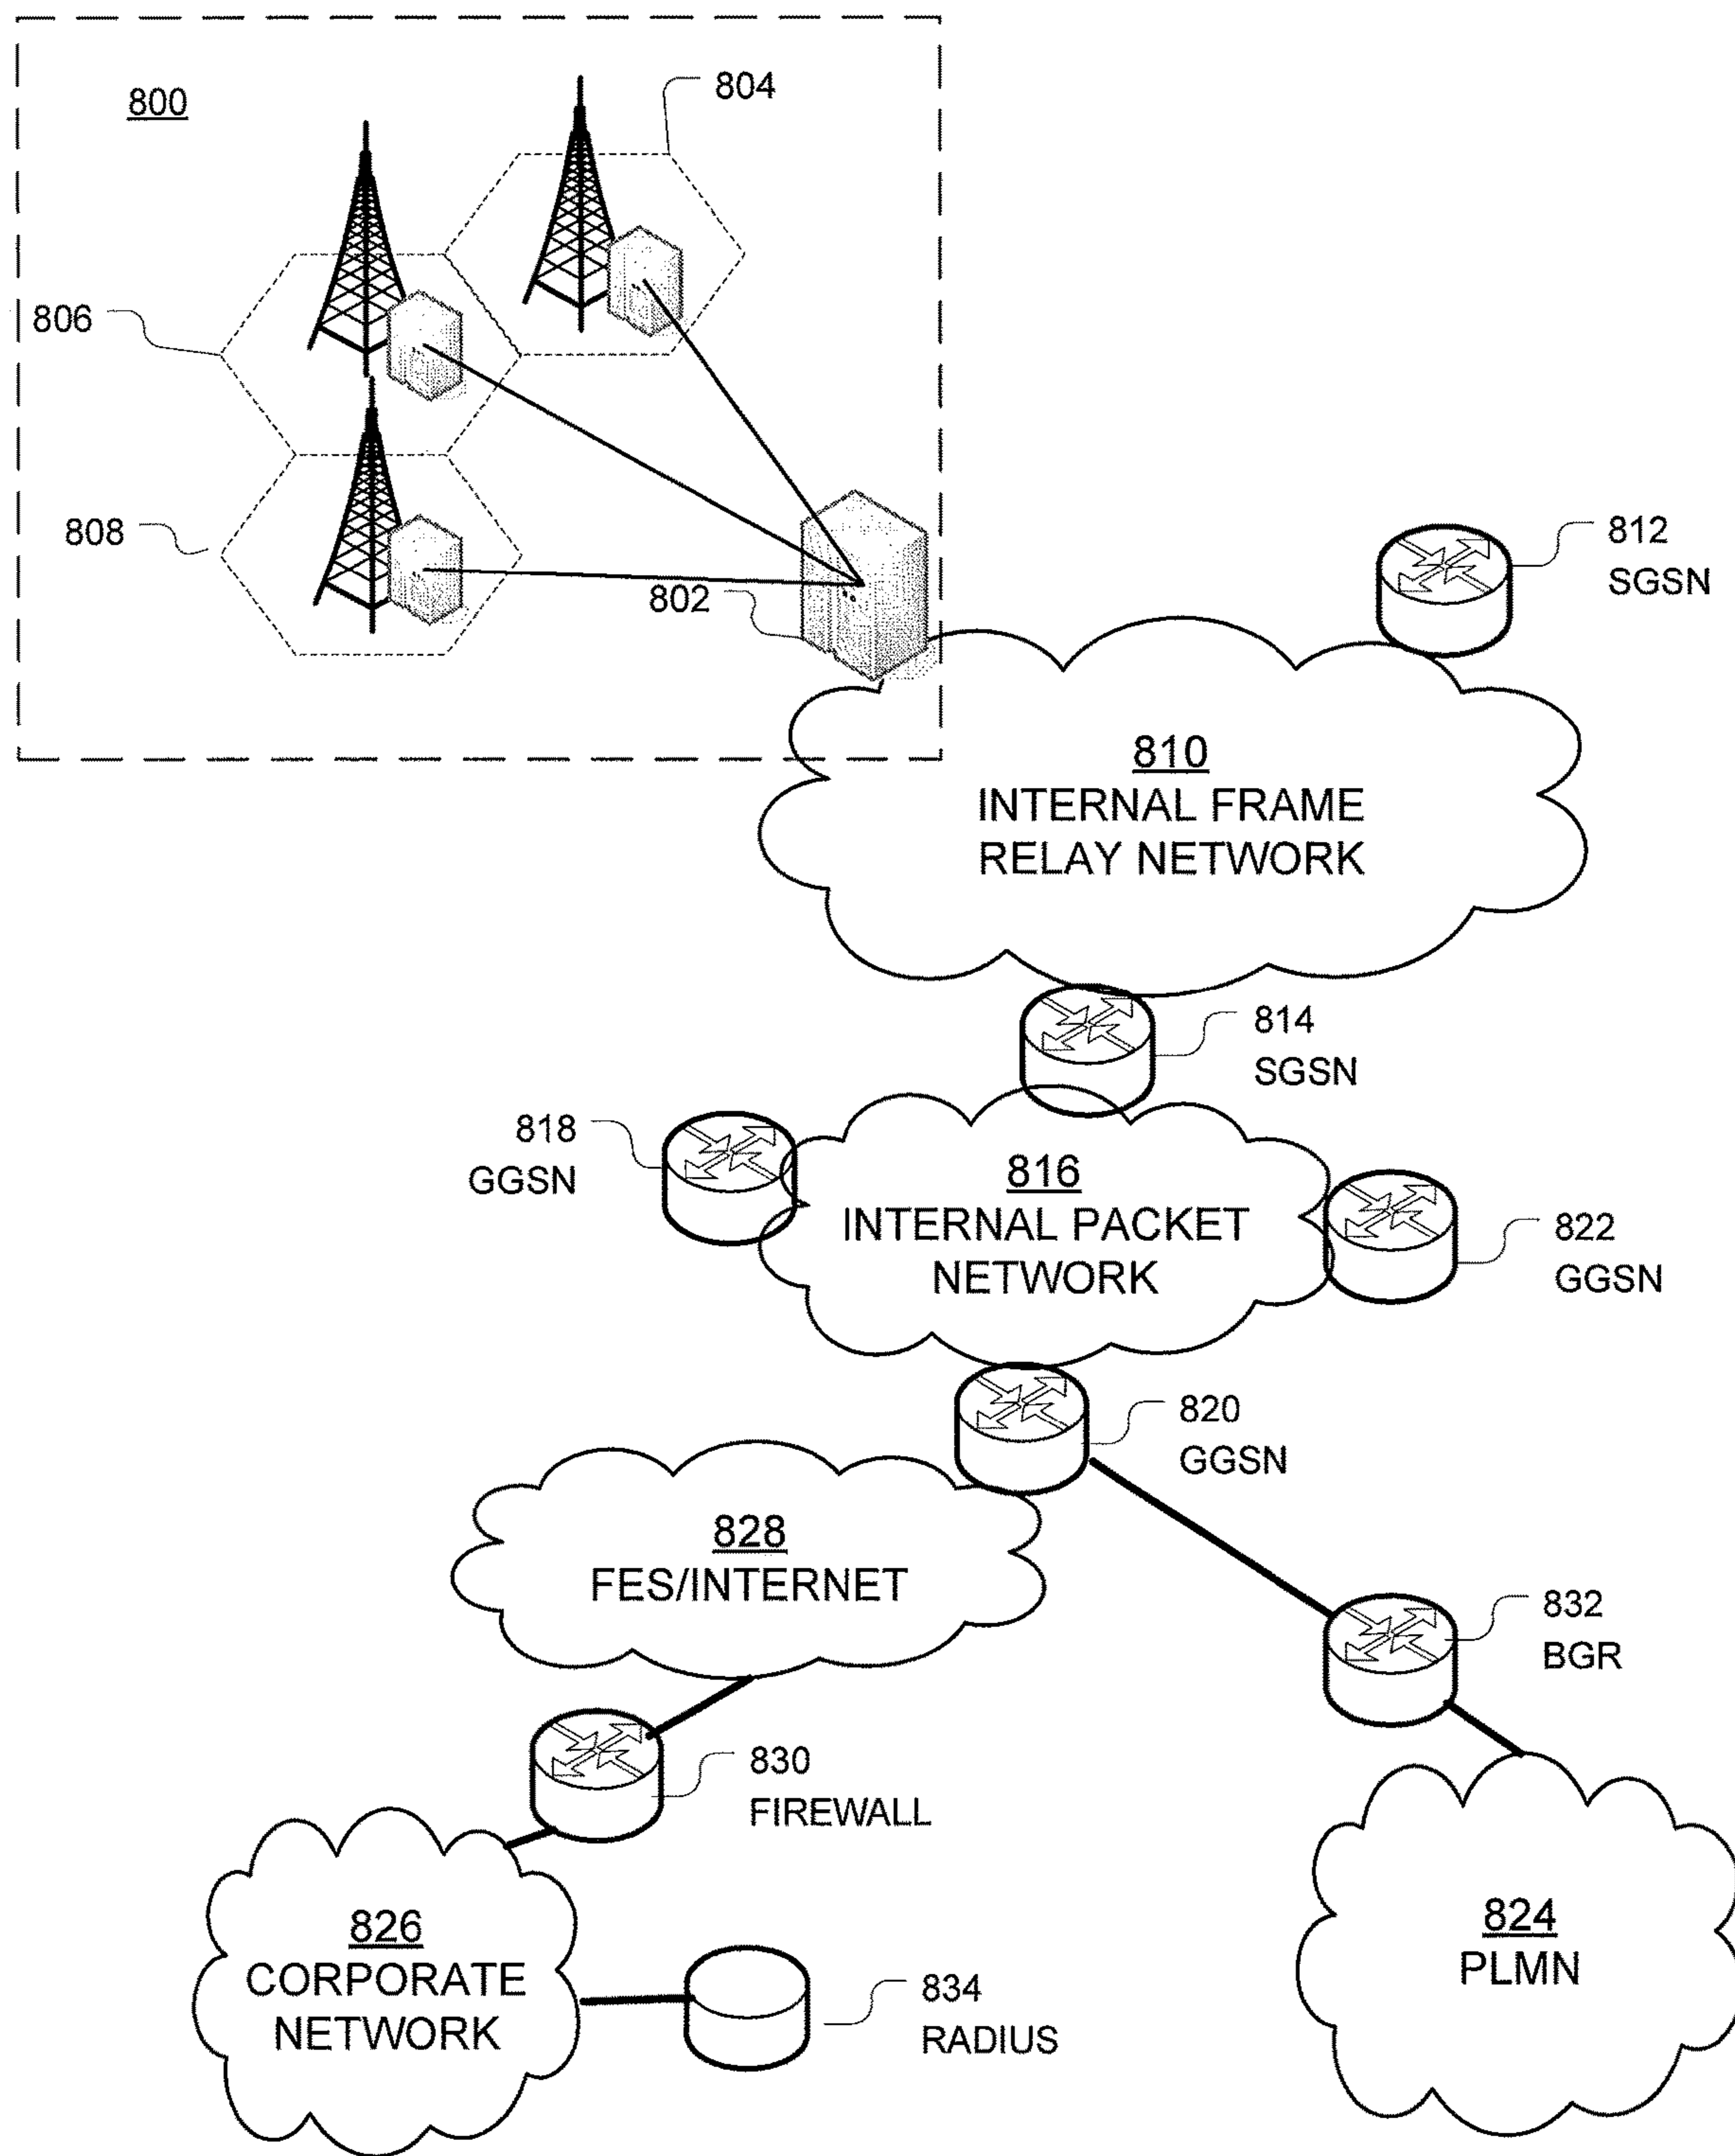 800
804
806
808
802
812
SGSN
810
INTERNAL FRAME
RELAY NETWORK
814
SGSN
818
GGSN
816
INTERNAL PACKET
NETWORK
822
GGSN
820
GGSN
828
FES/INTERNET
832
BGR
830
FIREWALL
826
CORPORATE
NETWORK
834
RADIUS
824
PLMN